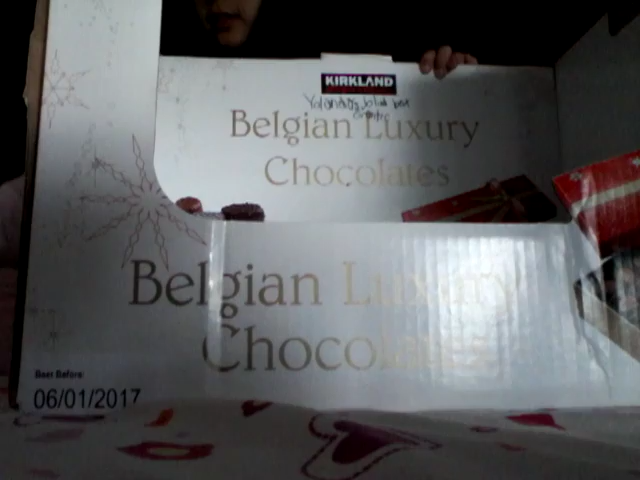 KIRKLAND
Belgian Luxury
Chocolates
Belgian Luxury
Chocolates
Best Before:
06/01/2017